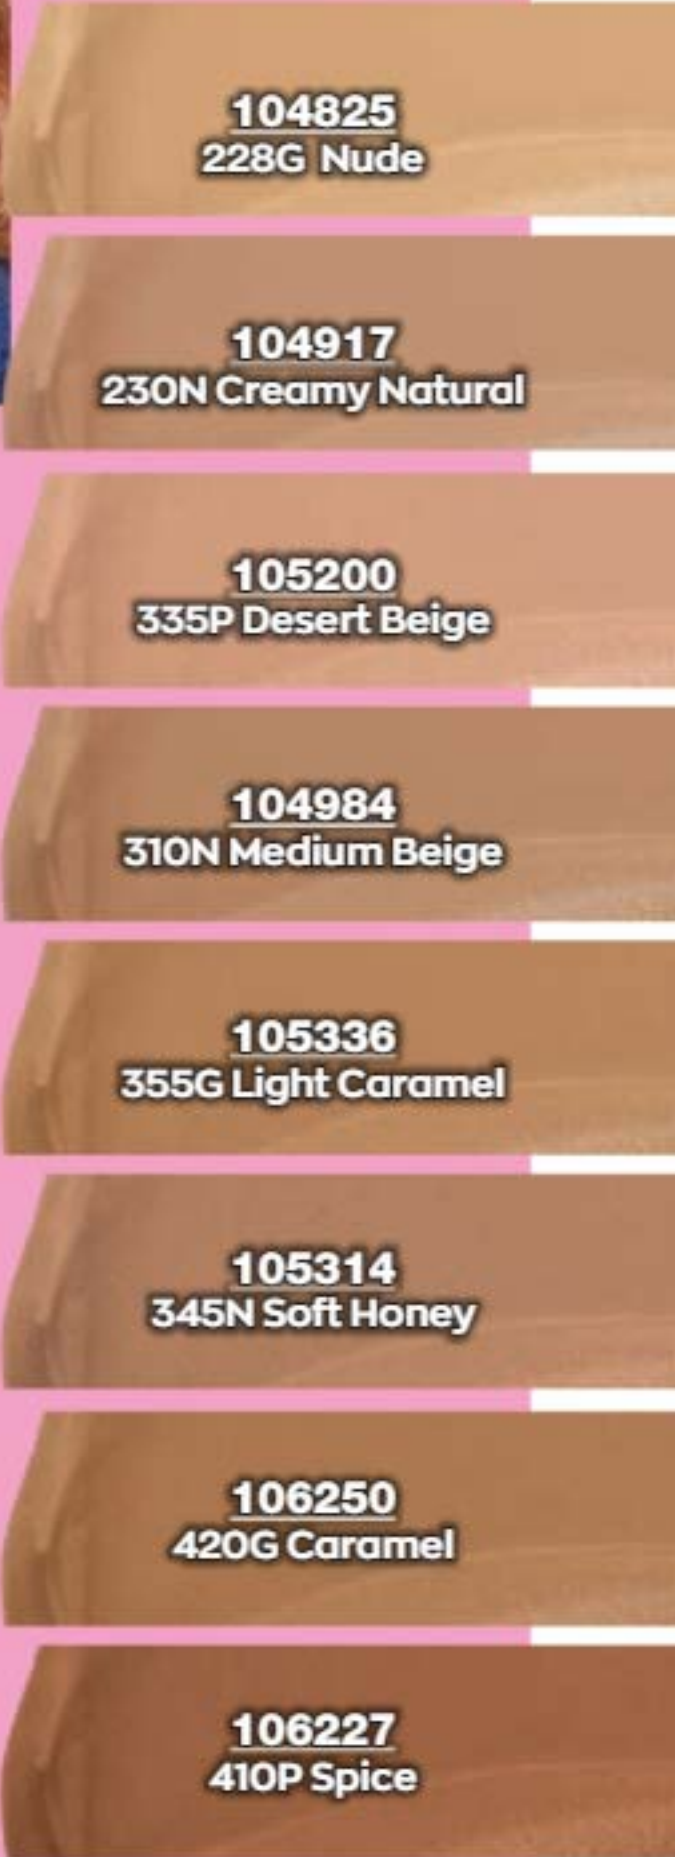 104825
228G Nude
104917
230N Creamy Natural
105200
335P Desert Beige
104984
310N Medium Beige
105336
355G Light Caramel
105314
345N Soft Honey
106250
420G Caramel
106227
410P Spice